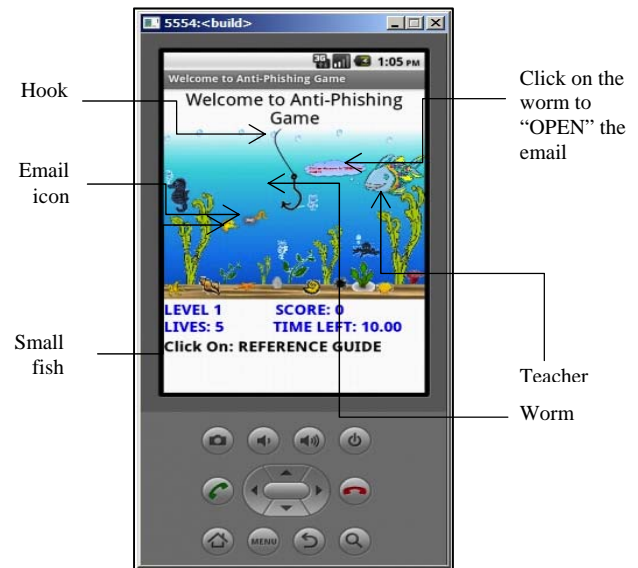 5554:<build>
3G
1:05 PM
Welcome to Anti-Phishing Game
Welcome to Anti-Phishing
Game
LEVEL 1 SCORE: 0
LIVES: 5 TIME LEFT: 10.00
Click On: REFERENCE GUIDE
MENU
Hook
Email
icon
Small
fish
Click on the
worm to
“OPEN” the
email
Teacher
Worm